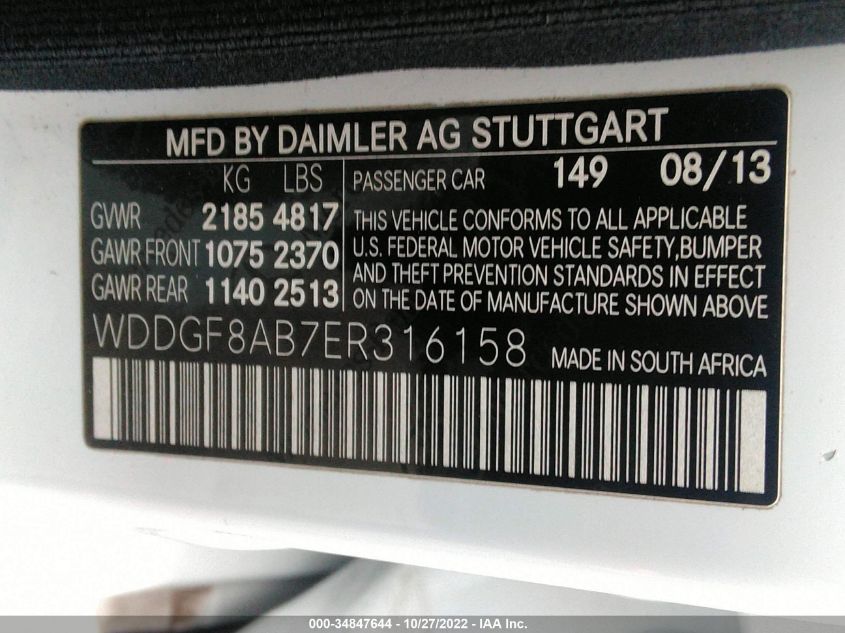 MFD BY DAIMLER AG STUTTGART
KG LBS
GVWR 2185 4817
GAWR FRONT 1075 2370
GAWR REAR 1140 2513
PASSENGER CAR 149 08/13
THIS VEHICLE CONFORMS TO ALL APPLICABLE
U.S. FEDERAL MOTOR VEHICLE SAFETY,BUMPER
AND THEFT PREVENTION STANDARDS IN EFFECT
ON THE DATE OF MANUFACTURE SHOWN ABOVE
WDDGF8AB7ER316158 MADE IN SOUTH AFRICA
000-34847644 / 10/27/2022 - IAA Inc.